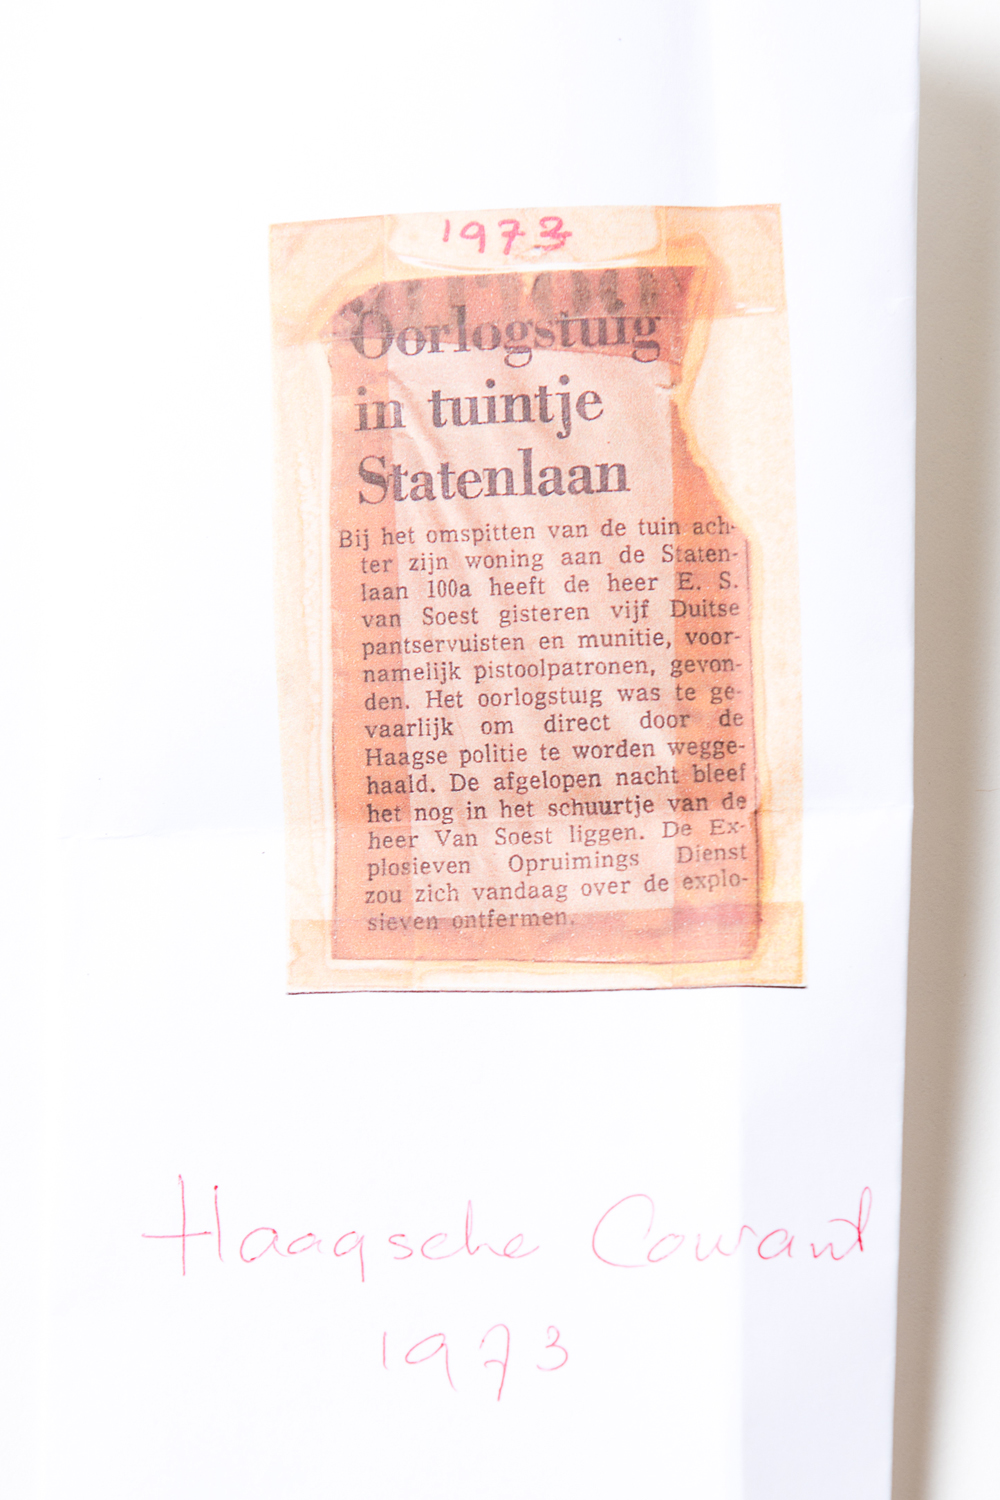 1973
Oorlogstuig
in tuintje
Statenlaan
Bij het omspitten van de tuin ach-
ter zijn woning aan de Staten-
laan 100a heeft de heer E. S.
van Soest gisteren vijf Duitse
pantservuisten en munitie, voor-
namelijk pistoolpatronen, gevon-
den. Het oorlogstuig was te ge-
vaarlijk om direct door de
Haagse politie te worden wegge-
haald. De afgelopen nacht bleef
het nog in het schuurtje van de
heer Van Soest liggen. De Ex-
plosieven Opruimings Dienst
zou zich vandaag over de explo-
sieven ontfermen.
Haagsche Courant
1973